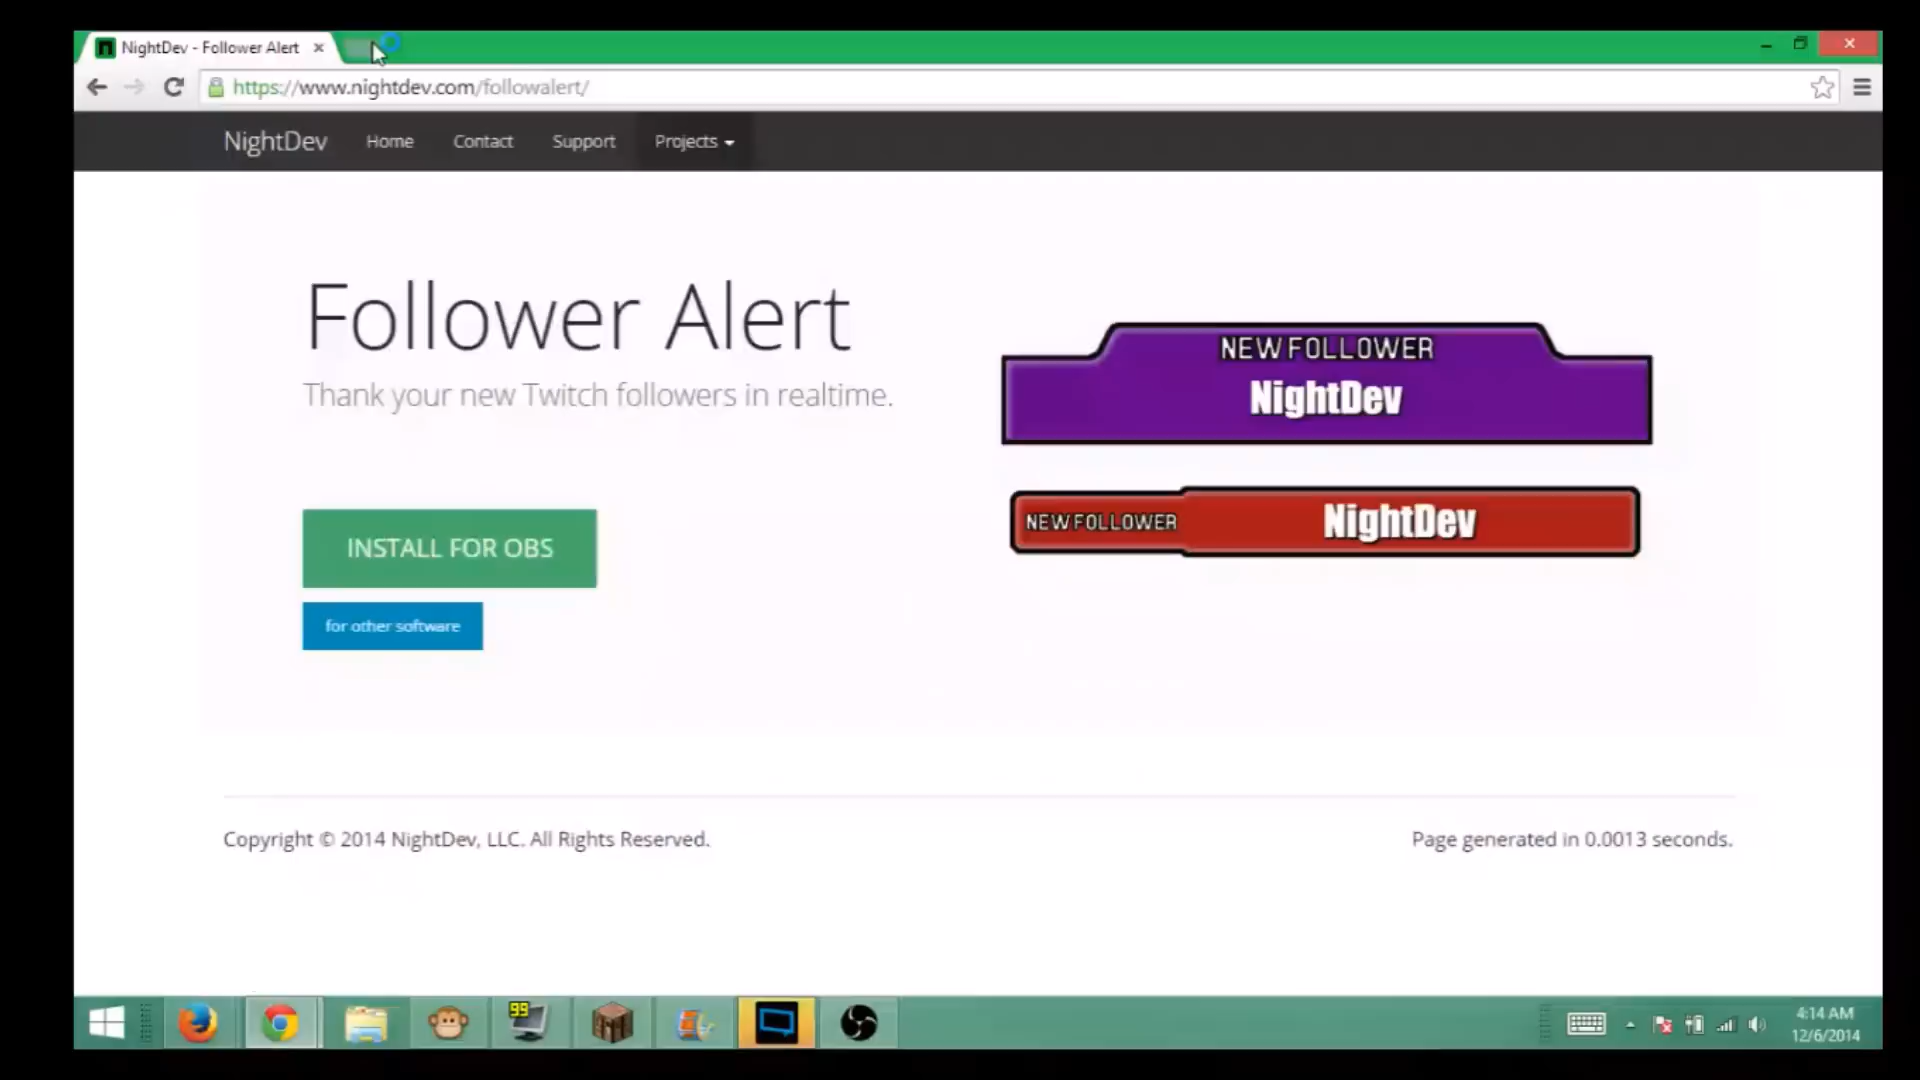 NightDev - Follower Alert
https://www.nightdev.com/followalert/
NightDev Home Contact Support Projects
Follower Alert
Thank your new Twitch followers in realtime.
NEW FOLLOWER
NightDev
NEW FOLLOWER NightDev
INSTALL FOR OBS
for other software
Copyright © 2014 NightDev, LLC. All Rights Reserved. Page generated in 0.0013 seconds.
99
4:14 AM
12/6/2014